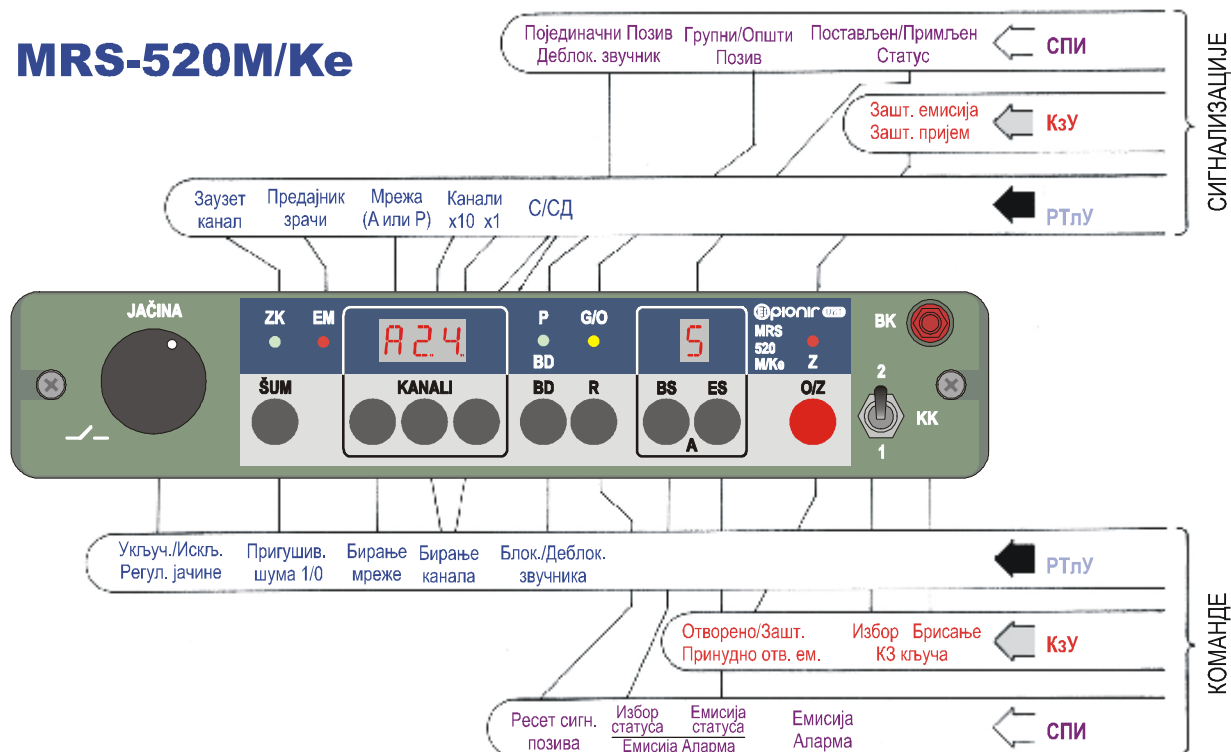 MRS-520M/Ke
Појединачни Позив
Деблок. звучник
Групни/Општи
Позив
Постављен/Примљен
Статус
СПИ
Зашт. емисија
Зашт. пријем
КзУ
СИГНАЛИЗАЦИЈЕ
Заузет
канал
Предајник
зрачи
Мрежа
(А или Р)
Канали
x10 x1
С/СД
РТлУ
JAČINA
ZK
EM
A24.
P
BD
G/O
S
pionir
MRS
520
M/Ke
Z
BK
ŠUM
KANALI
BD
R
BS
ES
A
O/Z
2
KK
1
Укључ./Искљ.
Регул. јачине
Пригушив.
шума 1/0
Бирање
мреже
Бирање
канала
Блок./Деблок.
звучника
РТлУ
Отворено/Зашт.
Принудно отв. ем.
Избор Брисање
КЗ кључа
КзУ
КОМАНДЕ
Ресет сигн.
позива
Избор
статуса
Емисија
статуса
Емисија Аларма
Емисија
Аларма
СПИ